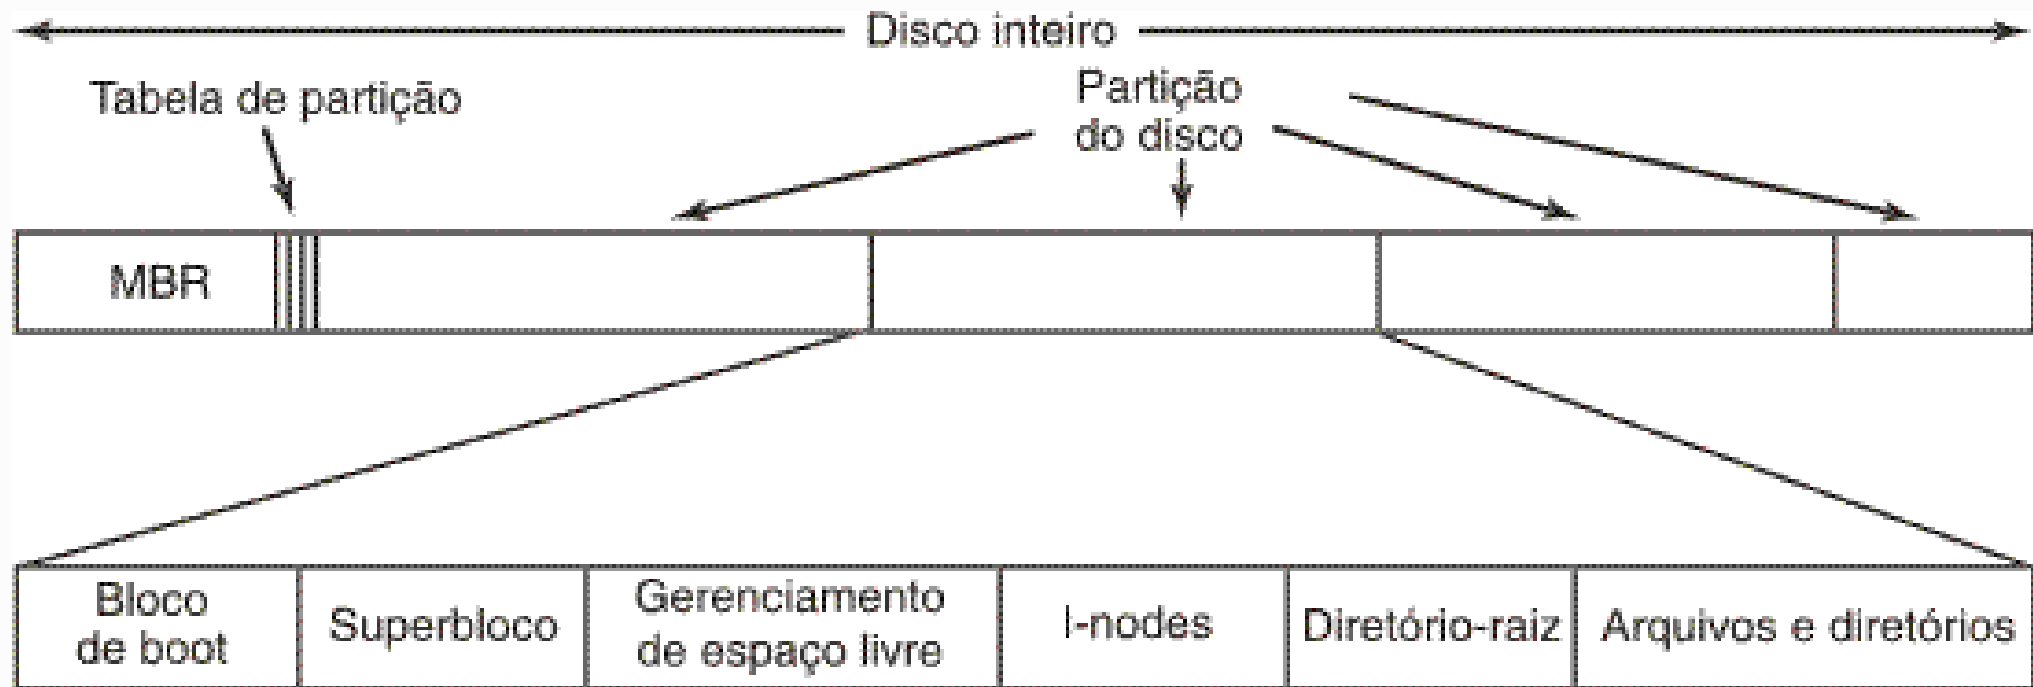 Disco inteiro
Tabela de partição
Partição
do disco
MBR
Bloco
de boot
Superbloco
Gerenciamento
de espaço livre
I-nodes
Diretório-raiz
Arquivos e diretórios